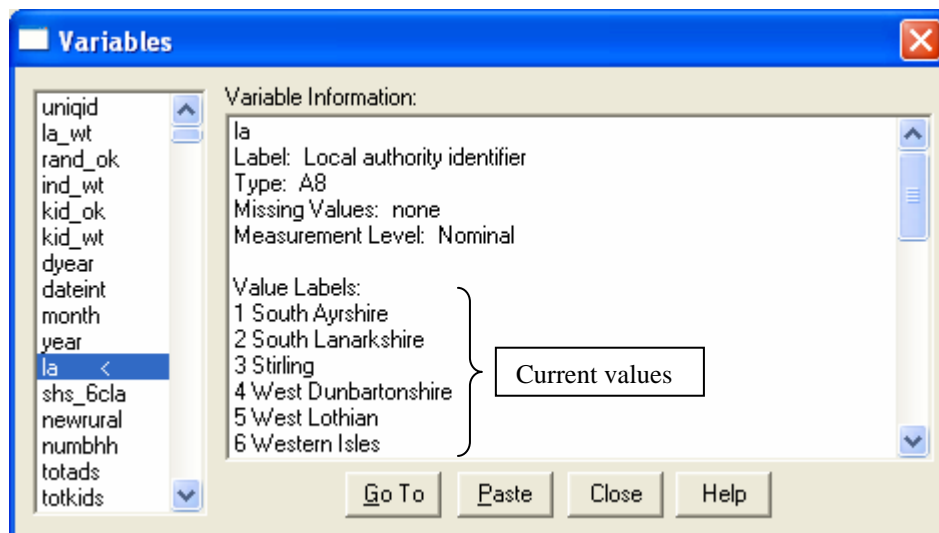 Variables
uniqid
la_wt
rand_ok
ind_wt
kid_ok
kid_wt
dyear
dateint
month
year
la <
shs_6cla
newrural
numbhh
totads
totkids
Variable Information:
la
Label: Local authority identifier
Type: A8
Missing Values: none
Measurement Level: Nominal
Value Labels:
1 South Ayrshire
2 South Lanarkshire
3 Stirling
4 West Dunbartonshire
5 West Lothian
6 Western Isles
Current values
Go To Paste Close Help